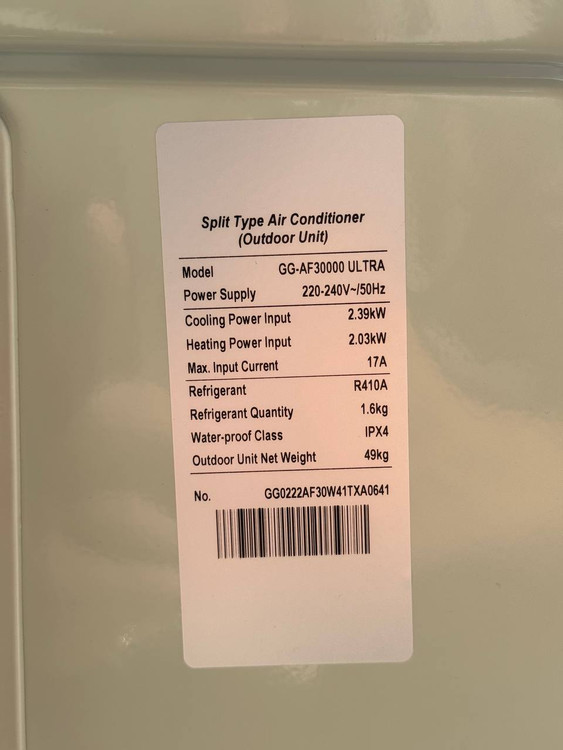 Split Type Air Conditioner
(Outdoor Unit)
Model GG-AF30000 ULTRA
Power Supply 220-240V~/50Hz
Cooling Power Input 2.39kW
Heating Power Input 2.03kW
Max. Input Current 17A
Refrigerant R410A
Refrigerant Quantity 1.6kg
Water-proof Class IPX4
Outdoor Unit Net Weight 49kg
No. GG0222AF30W41TXA0641